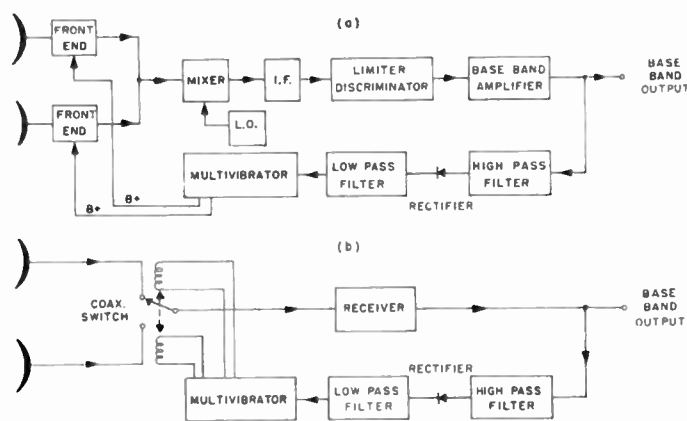 (a)
FRONT
END
FRONT
END
MIXER
L.O.
I.F.
LIMITER
DISCRIMINATOR
BASE BAND
AMPLIFIER
BASE
BAND
OUTPUT
MULTIVIBRATOR
LOW PASS
FILTER
RECTIFIER
HIGH PASS
FILTER
B+
B+
(b)
COAX.
SWITCH
RECEIVER
BASE
BAND
OUTPUT
MULTIVIBRATOR
LOW PASS
FILTER
RECTIFIER
HIGH PASS
FILTER